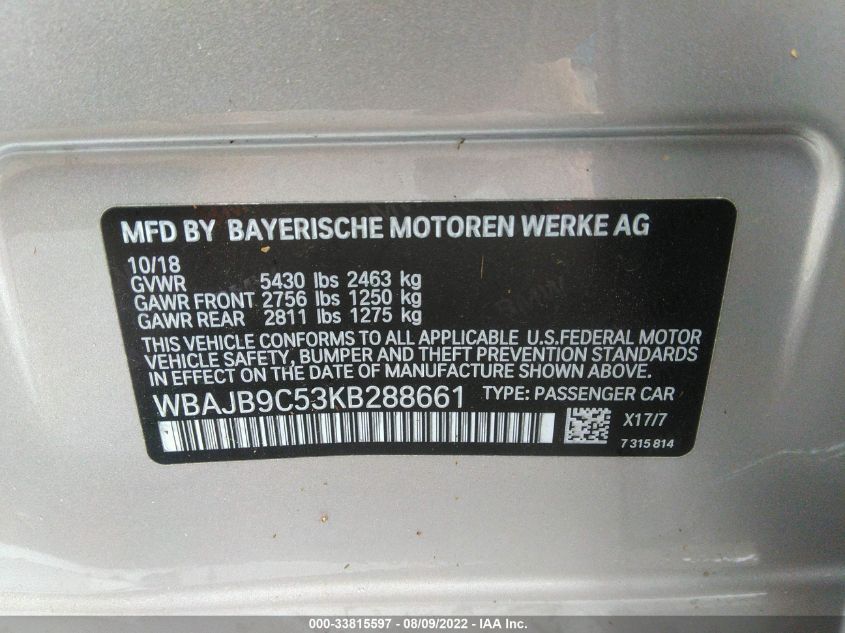 MFD BY BAYERISCHE MOTOREN WERKE AG
10/18
GVWR 5430 lbs 2463 kg
GAWR FRONT 2756 lbs 1250 kg
GAWR REAR 2811 lbs 1275 kg
THIS VEHICLE CONFORMS TO ALL APPLICABLE U.S.FEDERAL MOTOR
VEHICLE SAFETY, BUMPER AND THEFT PREVENTION STANDARDS
IN EFFECT ON THE DATE OF MANUFACTURE SHOWN ABOVE.
WBAJB9C53KB288661 TYPE: PASSENGER CAR
X17/7
7 315 814
000-33815597 - 08/09/2022 - IAA Inc.